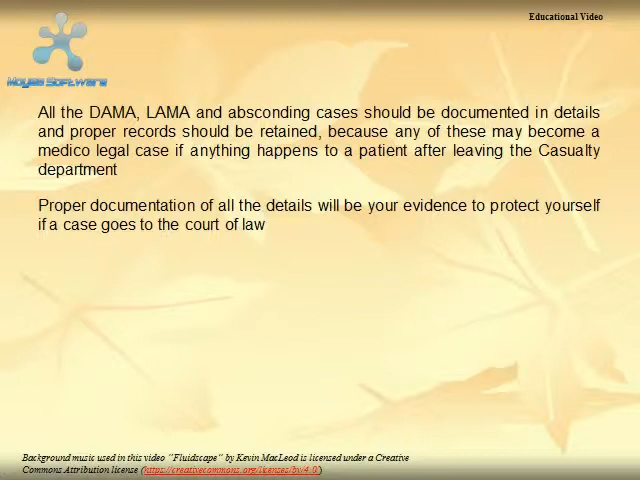 Educational Video
Moyea Software
All the DAMA, LAMA and absconding cases should be documented in details
and proper records should be retained, because any of these may become a
medico legal case if anything happens to a patient after leaving the Casualty
department
Proper documentation of all the details will be your evidence to protect yourself
if a case goes to the court of law
Background music used in this video "Fluidscape" by Kevin MacLeod is licensed under a Creative
Commons Attribution license (https://creativecommons.org/licenses/by/4.0/)